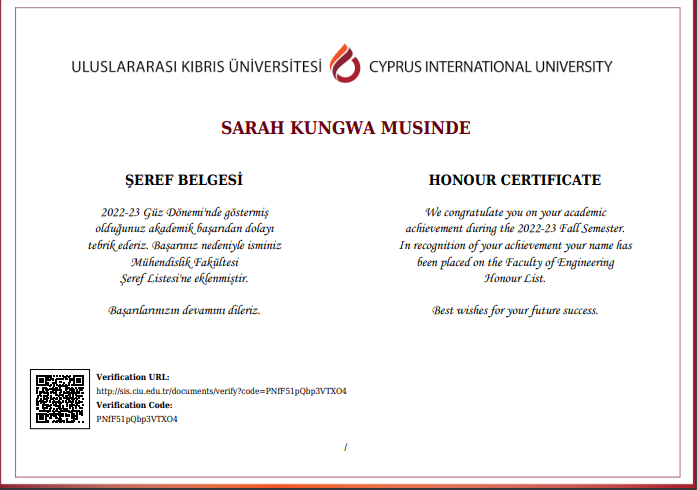 ULUSLARARASI KIBRIS ÜNİVERSİTESİ CYPRUS INTERNATIONAL UNIVERSITY
SARAH KUNGWA MUSINDE
ŞEREF BELGESİ
2022-23 Güz Dönemi'nde göstermiş
olduğunuz akademik başarıdan dolayı
tebrik ederiz. Başarınız nedeniyle isminiz
Mühendislik Fakültesi
Şeref Listesi'ne eklenmiştir.
Başarılarınızın devamını dileriz.
HONOUR CERTIFICATE
We congratulate you on your academic
achievement during the 2022-23 Fall Semester.
In recognition of your achievement your name has
been placed on the Faculty of Engineering
Honour List.
Best wishes for your future success.
Verification URL:
http://sis.ciu.edu.tr/documents/verify?code=PNfF51pQbp3VTXO4
Verification Code:
PNfF51pQbp3VTXO4
/